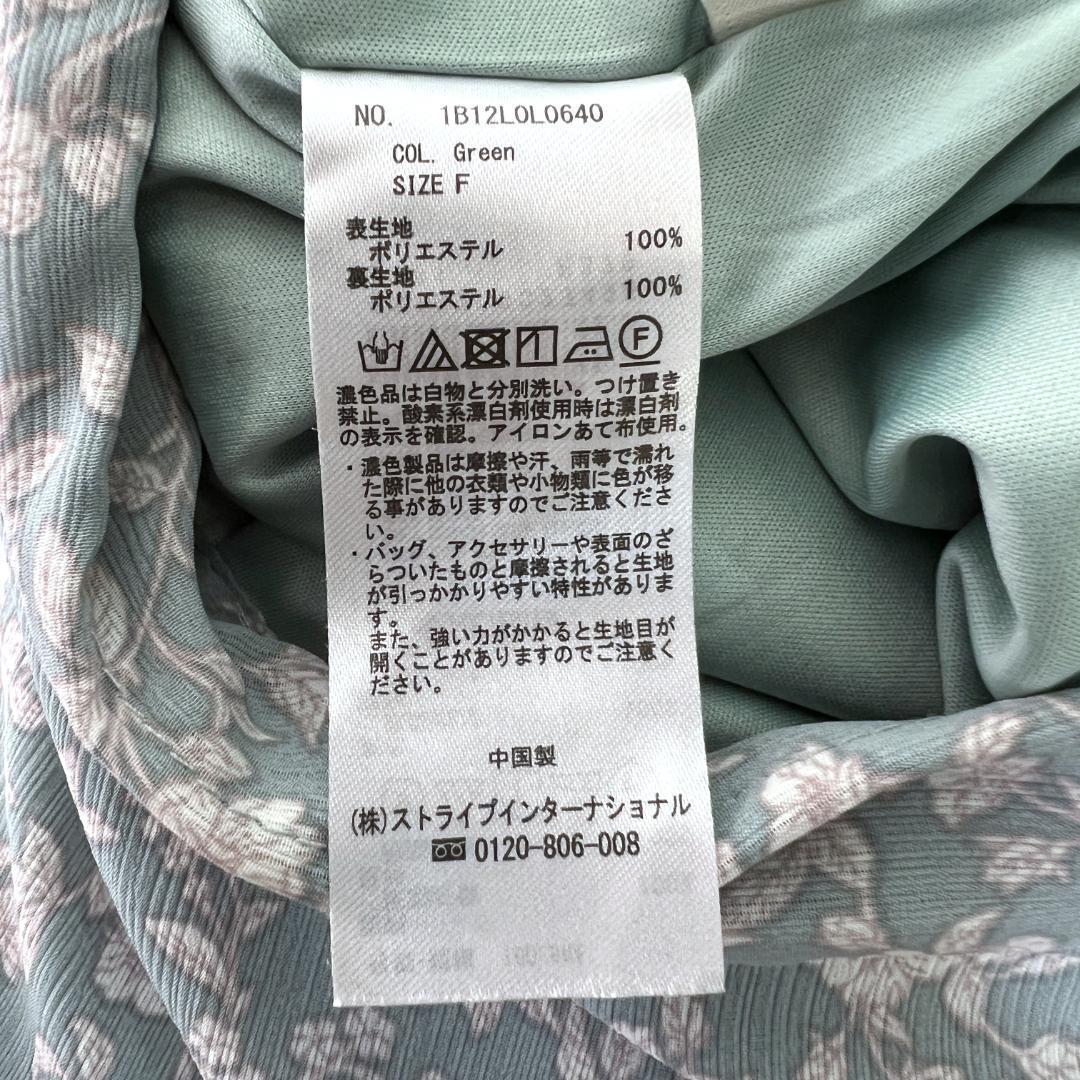 NO. 1B12L0L0640
COL. Green
SIZE F
表生地
ポリエステル 100%
裏生地
ポリエステル 100%
F
濃色品は白物と分別洗い。つけ置き
禁止。酸素系漂白剤使用時は漂白剤
の表示を確認。アイロンあて布使用。
・濃色製品は摩擦や汗、雨等で濡れ
た際に他の衣類や小物類に色が移
る事がありますのでご注意くださ
い。
・バッグ、アクセサリーや表面のざ
らついたものと摩擦されると生地
が引っかかりやすい特性がありま
す。
また、強い力がかかると生地目が
開くことがありますのでご注意く
ださい。
中国製
(株)ストライプインターナショナル
0120-806-008